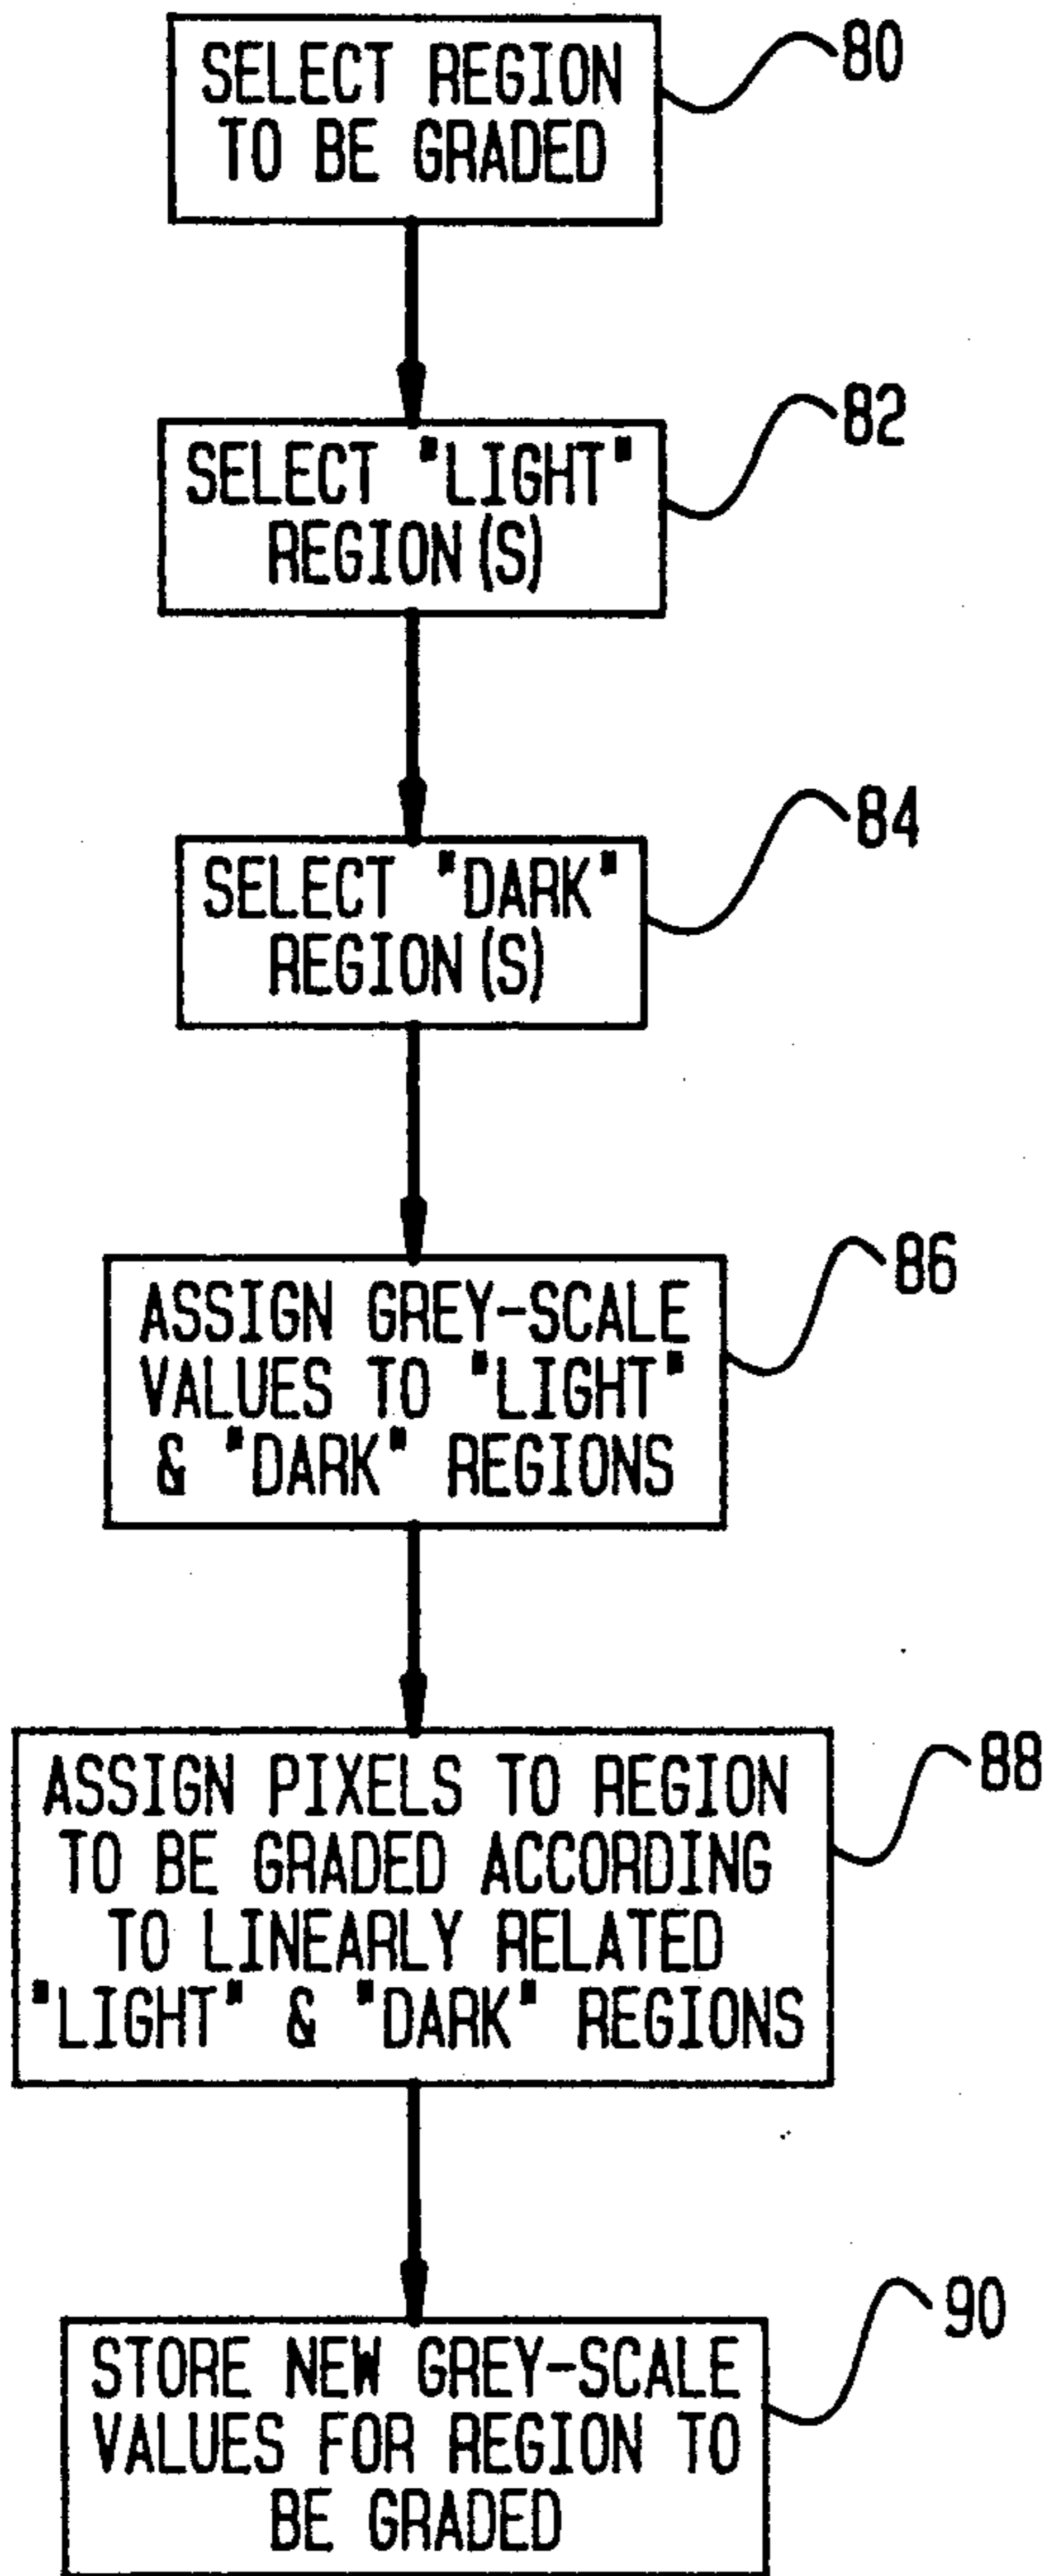 SELECT REGION
TO BE GRADED
80
SELECT "LIGHT"
REGION(S)
82
SELECT "DARK"
REGION(S)
84
ASSIGN GREY-SCALE
VALUES TO "LIGHT"
& "DARK" REGIONS
86
ASSIGN PIXELS TO REGION
TO BE GRADED ACCORDING
TO LINEARLY RELATED
"LIGHT" & "DARK" REGIONS
88
STORE NEW GREY-SCALE
VALUES FOR REGION TO
BE GRADED
90